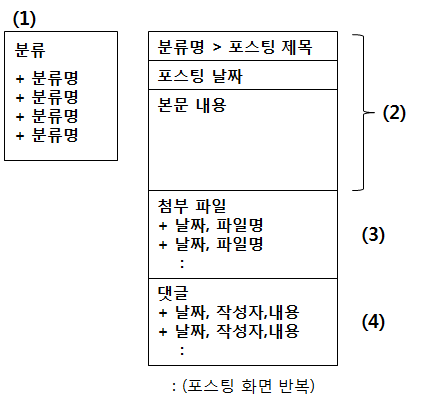 (1)
분류
+ 분류명
+ 분류명
+ 분류명
+ 분류명
분류명 > 포스팅 제목
포스팅 날짜
본문 내용
(2)
첨부 파일
+ 날짜, 파일명
+ 날짜, 파일명
:
(3)
댓글
+ 날짜, 작성자,내용
+ 날짜, 작성자,내용
:
(4)
: (포스팅 화면 반복)